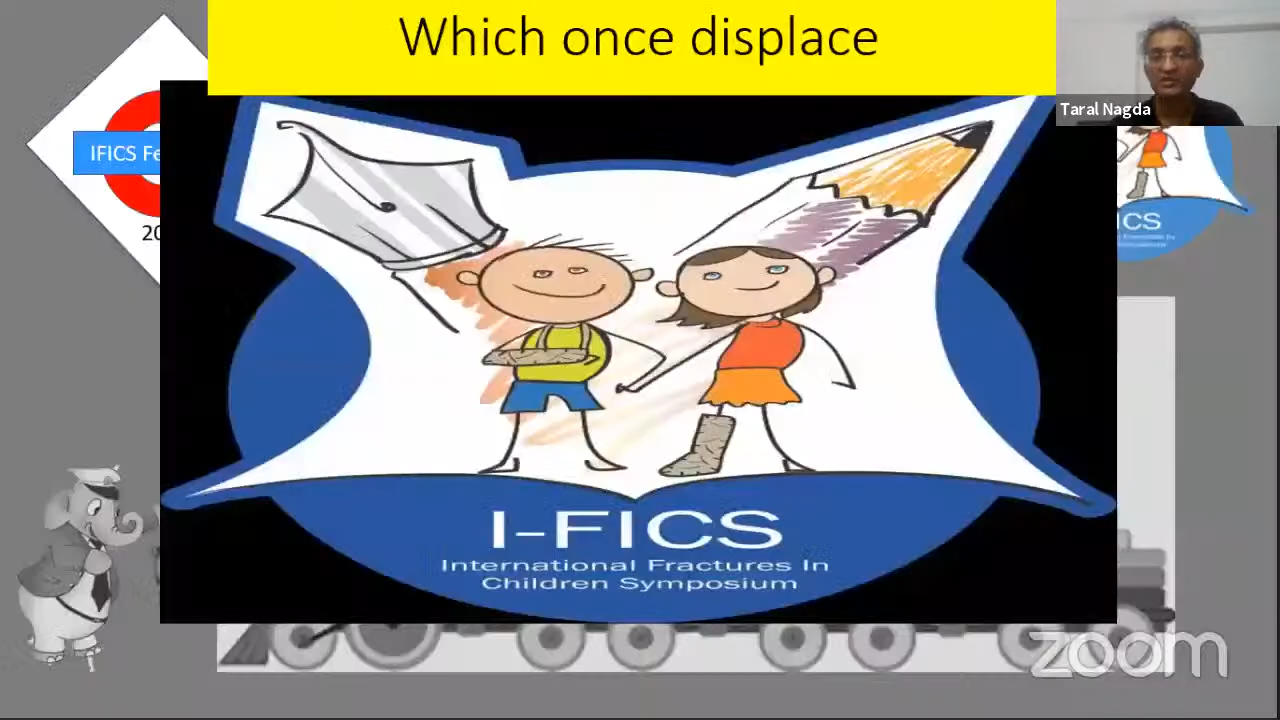 Which once displace
Taral Nagda
IFICS Fe
20
ICS
I-FICS
International Fractures In
Children Symposium
zoom